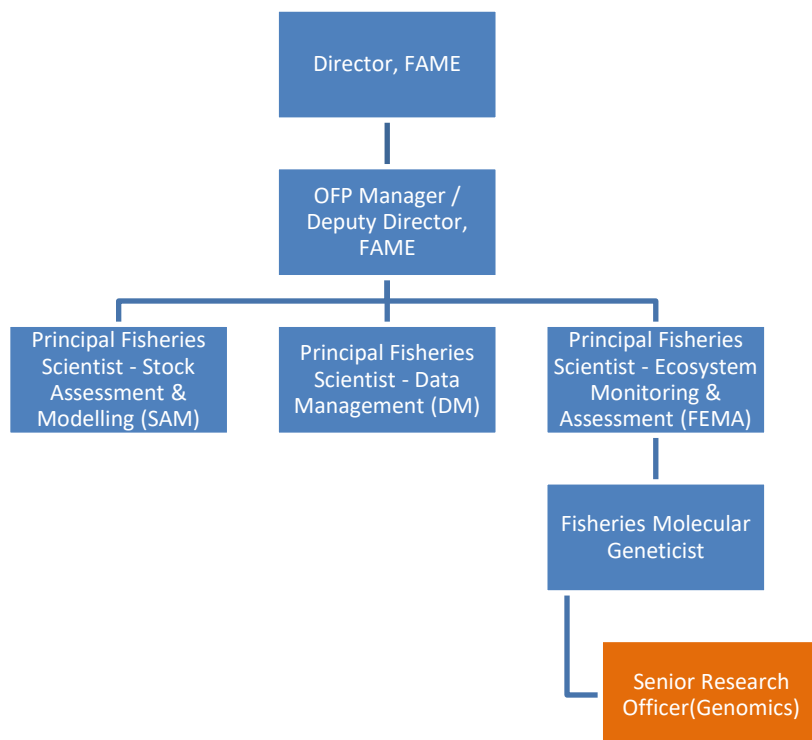 Director, FAME
OFP Manager /
Deputy Director,
FAME
Principal Fisheries
Scientist - Stock
Assessment &
Modelling (SAM)
Principal Fisheries
Scientist - Data
Management (DM)
Principal Fisheries
Scientist - Ecosystem
Monitoring &
Assessment (FEMA)
Fisheries Molecular
Geneticist
Senior Research
Officer(Genomics)